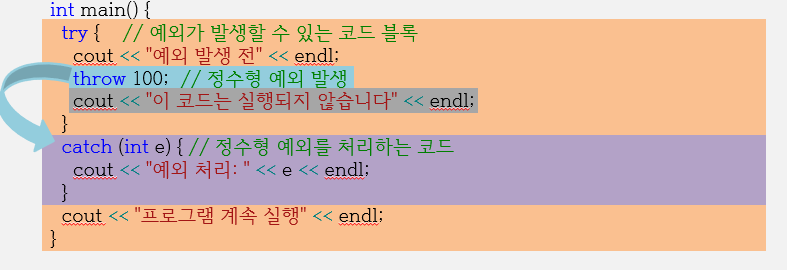 int main() {
try { // 예외가 발생할 수 있는 코드 블록
cout << "예외 발생 전" << endl;
throw 100; // 정수형 예외 발생
cout << "이 코드는 실행되지 않습니다" << endl;
}
catch (int e) { // 정수형 예외를 처리하는 코드
cout << "예외 처리: " << e << endl;
}
cout << "프로그램 계속 실행" << endl;
}